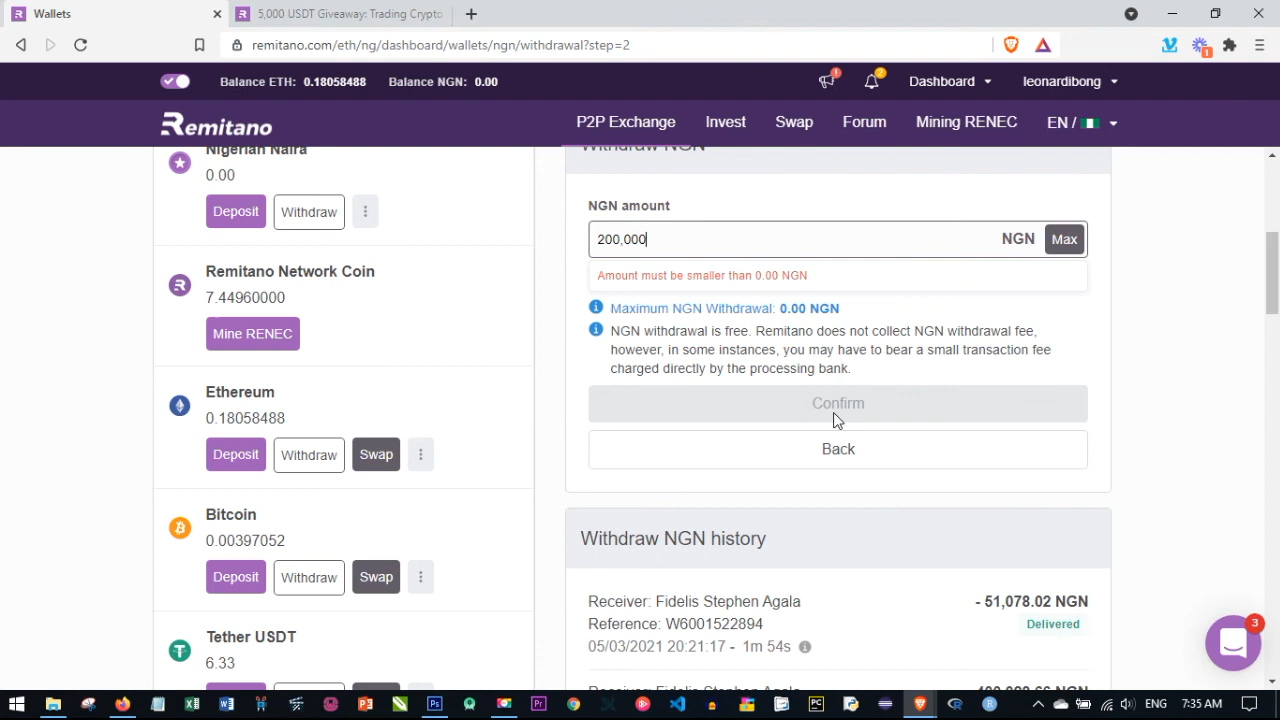 Wallets
5,000 USDT Giveaway: Trading Crypto
remitano.com/eth/ng/dashboard/wallets/ngn/withdrawal?step=2
1
Balance ETH: 0.18058488 Balance NGN: 0.00
! 2 Dashboard leonardibong
Remitano P2P Exchange Invest Swap Forum Mining RENEC EN /
Nigerian Naira
0.00
Deposit Withdraw
Remitano Network Coin
7.44960000
Mine RENEC
Ethereum
0.18058488
Deposit Withdraw Swap
Bitcoin
0.00397052
Deposit Withdraw Swap
Tether USDT
6.33
Withdraw NGN
NGN amount
200,000 NGN Max
Amount must be smaller than 0.00 NGN
Maximum NGN Withdrawal: 0.00 NGN
NGN withdrawal is free. Remitano does not collect NGN withdrawal fee,
however, in some instances, you may have to bear a small transaction fee
charged directly by the processing bank.
Confirm
Back
Withdraw NGN history
Receiver: Fidelis Stephen Agala - 51,078.02 NGN
Reference: W6001522894 Delivered
05/03/2021 20:21:17 - 1m 54s
3
ENG 7:35 AM